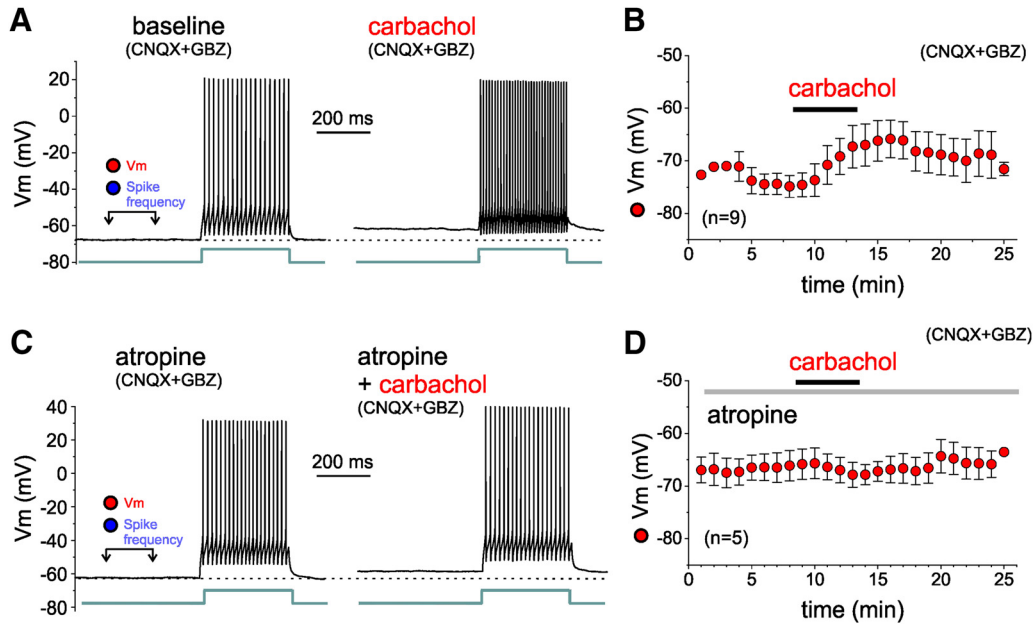 A
baseline
(CNQX+GBZ)
carbachol
(CNQX+GBZ)
20
0
-20
-40
-60
-80
Vm (mV)
Vm
Spike
frequency
200 ms
B
(CNQX+GBZ)
carbachol
-50
-60
-70
-80
Vm (mV)
(n=9)
0 5 10 15 20 25
time (min)
C
atropine
(CNQX+GBZ)
atropine
+ carbachol
(CNQX+GBZ)
40
20
0
-20
-40
-60
-80
Vm (mV)
Vm
Spike
frequency
200 ms
D
(CNQX+GBZ)
carbachol
atropine
-50
-60
-70
-80
Vm (mV)
(n=5)
0 5 10 15 20 25
time (min)